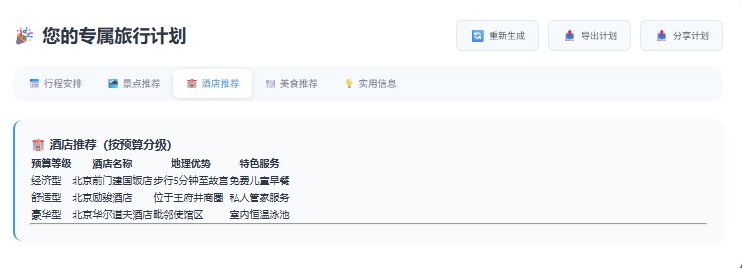 您的专属旅行计划
重新生成 导出计划 分享计划
行程安排 景点推荐 酒店推荐 美食推荐 实用信息
酒店推荐（按预算分级）
预算等级 酒店名称 地理优势 特色服务
经济型 北京前门建国饭店 步行5分钟至故宫 免费儿童早餐
舒适型 北京励骏酒店 位于王府井商圈 私人管家服务
豪华型 北京华尔道夫酒店 毗邻使馆区 室内恒温泳池